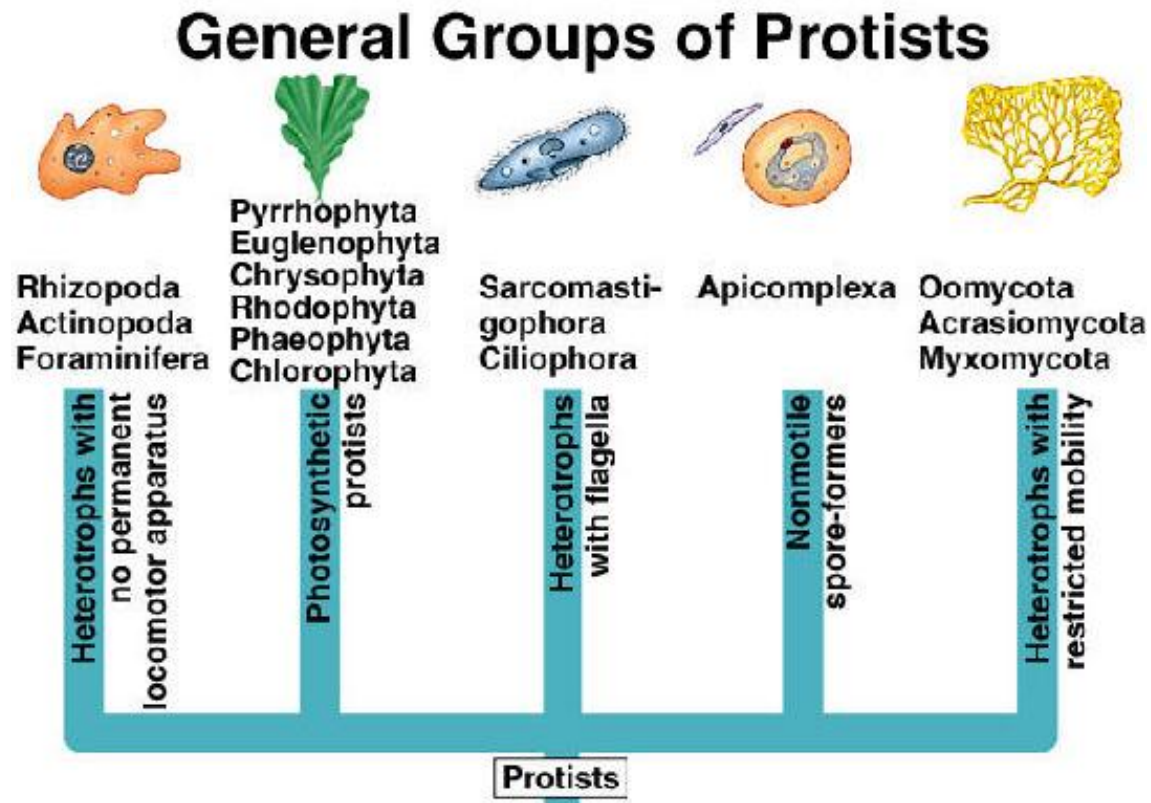 General Groups of Protists
Rhizopoda
Actinopoda
Foraminifera
Pyrrhophyta
Euglenophyta
Chrysophyta
Rhodophyta
Phaeophyta
Chlorophyta
Sarcomasti-
gophora
Ciliophora
Apicomplexa
Oomycota
Acrasiomycota
Myxomycota
Heterotrophs with
no permanent
locomotor apparatus
Photosynthetic
protists
Heterotrophs
with flagella
Nonmotile
spore-formers
Heterotrophs with
restricted mobility
Protists